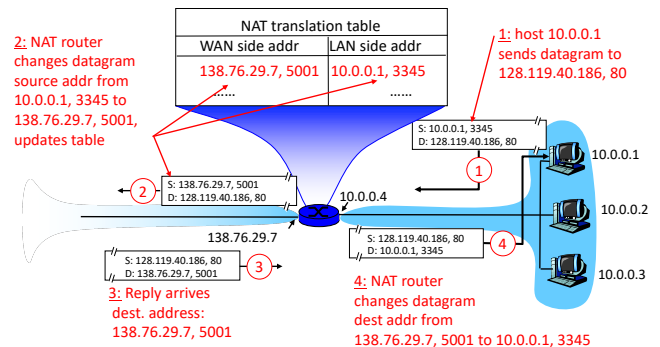 NAT translation table
WAN side addr LAN side addr
138.76.29.7, 5001 10.0.0.1, 3345
...... ......
2: NAT router
changes datagram
source addr from
10.0.0.1, 3345 to
138.76.29.7, 5001,
updates table
1: host 10.0.0.1
sends datagram to
128.119.40.186, 80
S: 10.0.0.1, 3345
D: 128.119.40.186, 80
1
10.0.0.1
S: 138.76.29.7, 5001
D: 128.119.40.186, 80
2
10.0.0.4
10.0.0.2
138.76.29.7
S: 128.119.40.186, 80
D: 10.0.0.1, 3345
4
S: 128.119.40.186, 80
D: 138.76.29.7, 5001
3
10.0.0.3
3: Reply arrives
dest. address:
138.76.29.7, 5001
4: NAT router
changes datagram
dest addr from
138.76.29.7, 5001 to 10.0.0.1, 3345